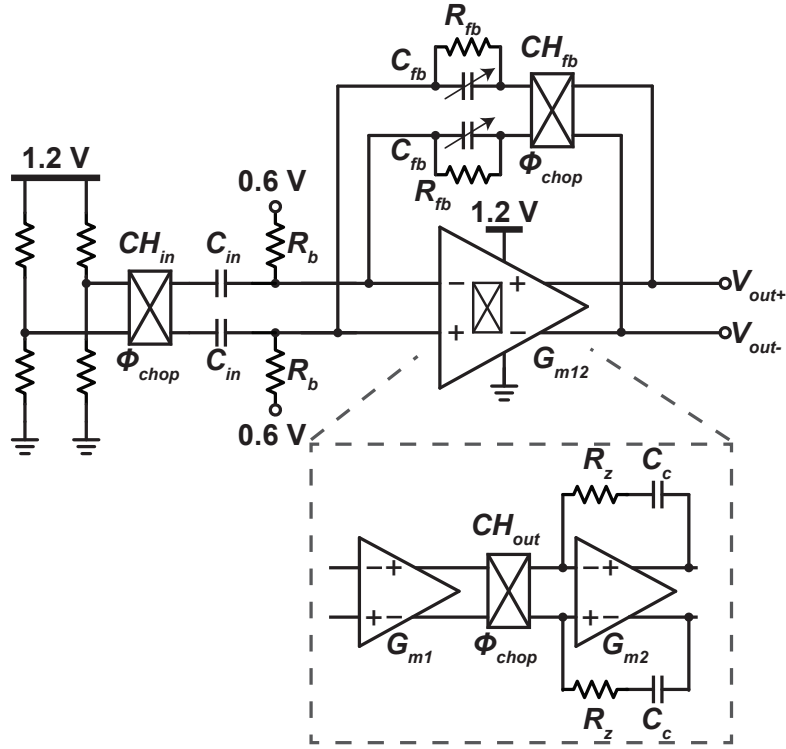 R_fb
C_fb
CH_fb
1.2 V
0.6 V
C_fb
Φ_chop
R_fb
1.2 V
CH_in
C_in
R_b
− +
V_out+
+ −
V_out-
Φ_chop
C_in
R_b
G_m12
0.6 V
R_z
C_c
CH_out
− +
− +
+ −
+ −
G_m1
Φ_chop
G_m2
R_z
C_c